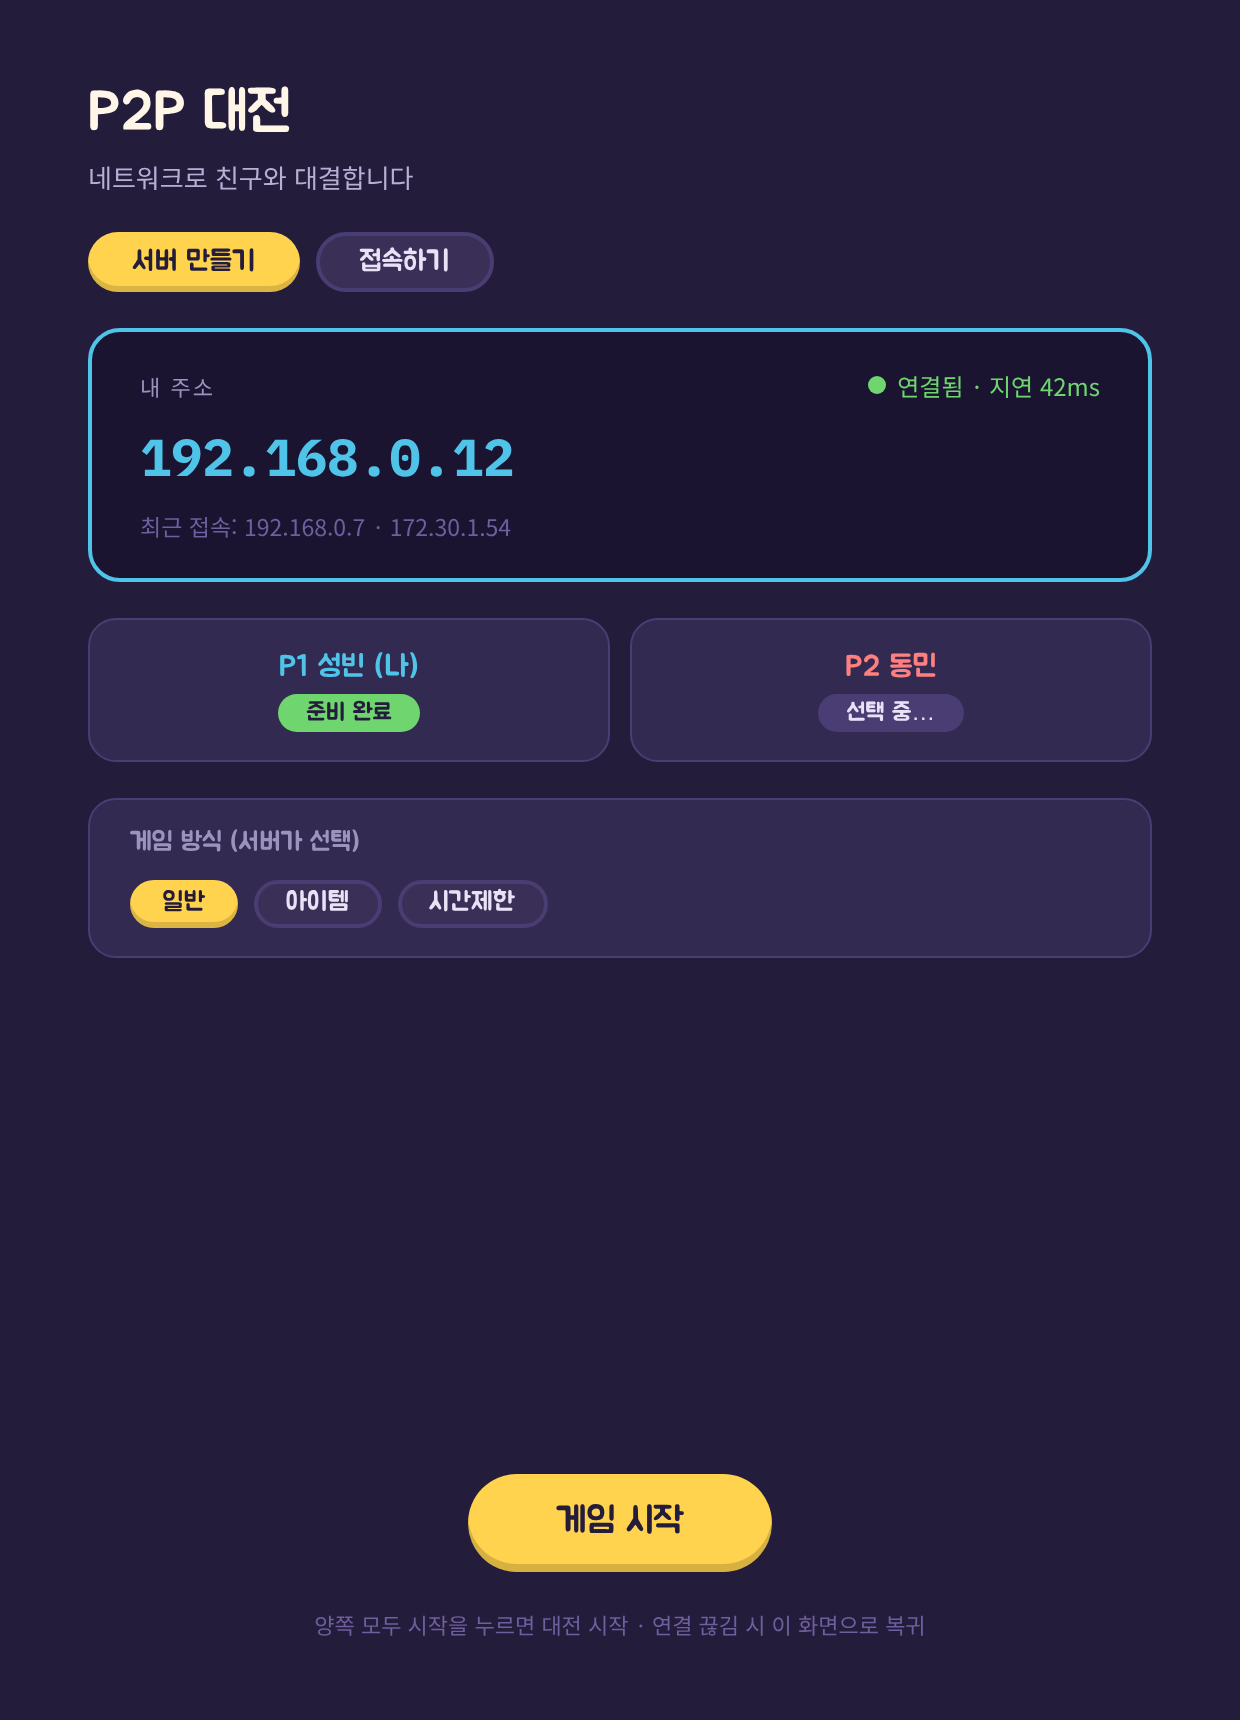 P2P 대전
네트워크로 친구와 대결합니다
서버 만들기 접속하기
내 주소 연결됨 · 지연 42ms
192.168.0.12
최근 접속: 192.168.0.7 · 172.30.1.54
P1 성빈 (나) P2 동민
준비 완료 선택 중...
게임 방식 (서버가 선택)
일반 아이템 시간제한
게임 시작
양쪽 모두 시작을 누르면 대전 시작 · 연결 끊김 시 이 화면으로 복귀